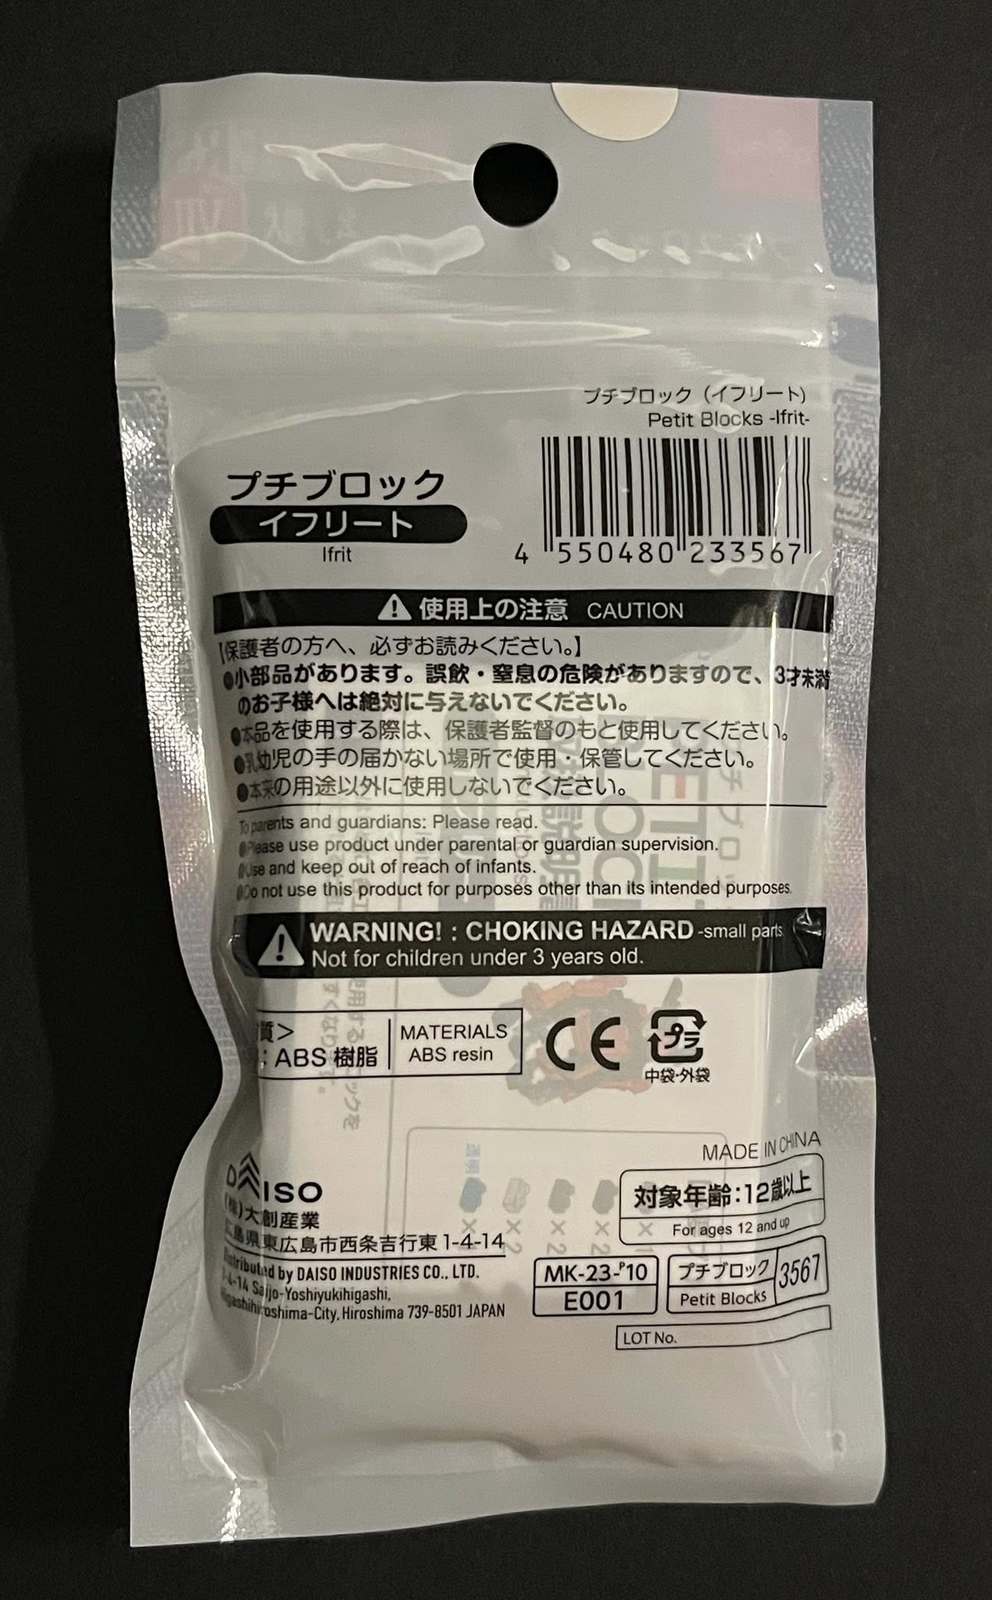 プチブロック（イフリート）
Petit Blocks -Ifrit-
プチブロック
イフリート
Ifrit
4 550480 233567
使用上の注意 CAUTION
【保護者の方へ、必ずお読みください。】
●小部品があります。誤飲・窒息の危険がありますので、3才未満
のお子様へは絶対に与えないでください。
●本品を使用する際は、保護者監督のもと使用してください。
●乳幼児の手の届かない場所で使用・保管してください。
●本来の用途以外に使用しないでください。
To parents and guardians: Please read.
●Please use product under parental or guardian supervision.
●Use and keep out of reach of infants.
●Do not use this product for purposes other than its intended purposes.
WARNING! : CHOKING HAZARD -small parts
Not for children under 3 years old.
質＞
: ABS 樹脂
MATERIALS
ABS resin
CE
プラ
中袋・外袋
MADE IN CHINA
対象年齢：12歳以上
For ages 12 and up
DAISO
(株)大創産業
広島県東広島市西条吉行東 1-4-14
Distributed by DAISO INDUSTRIES CO., LTD.
1-4-14 Saijo-Yoshiyukihigashi,
Higashihiroshima-City, Hiroshima 739-8501 JAPAN
MK-23-P10
E001
プチブロック
Petit Blocks
3567
LOT No.